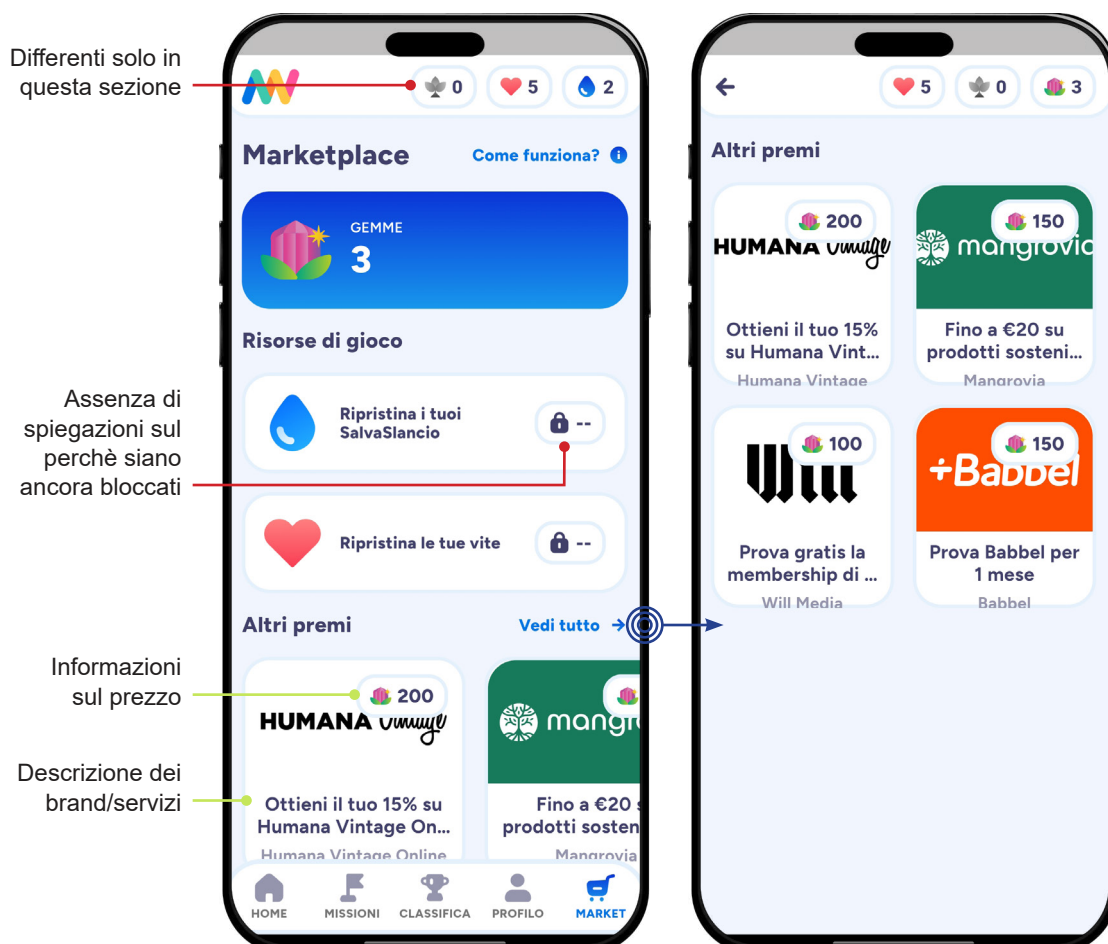 Differenti solo in
questa sezione
Assenza di
spiegazioni sul
perchè siano
ancora bloccati
Informazioni
sul prezzo
Descrizione dei
brand/servizi
0
5
2
Marketplace
Come funziona?
GEMME
3
Risorse di gioco
Ripristina i tuoi
SalvaSlancio
--
Ripristina le tue vite
--
Altri premi
Vedi tutto →
200
HUMANA Vintage
Ottieni il tuo 15% su
Humana Vintage On...
Humana Vintage Online
mangr
Fino a €20 s
prodotti sosten
Mangrovia
HOME
MISSIONI
CLASSIFICA
PROFILO
MARKET
5
0
3
Altri premi
200
HUMANA Vintage
Ottieni il tuo 15%
su Humana Vint...
Humana Vintage
150
mangrovia
Fino a €20 su
prodotti sosteni...
Mangrovia
100
Will
Prova gratis la
membership di ...
Will Media
150
+Babbel
Prova Babbel per
1 mese
Babbel